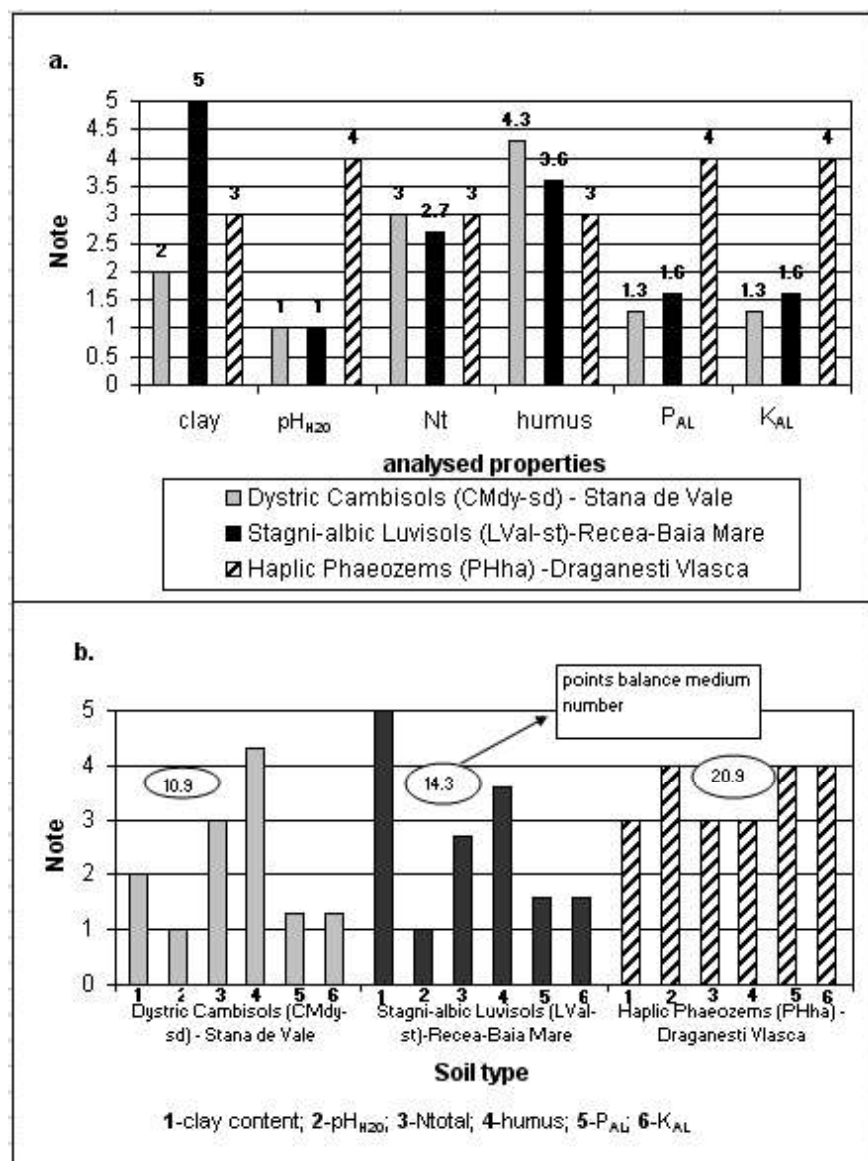 a.
5
4.5
4
3.5
3
2.5
2
1.5
1
0.5
0
Note
2 5 3
1 1 4
3 2.7 3
4.3 3.6 3
1.3 1.6 4
1.3 1.6 4
clay pHH20 Nt humus PAL KAL
analysed properties
Dystric Cambisols (CMdy-sd) - Stana de Vale
Stagni-albic Luvisols (LVal-st)-Recea-Baia Mare
Haplic Phaeozems (PHha) -Draganesti Vlasca
b.
points balance medium
number
5
4
3
2
1
0
Note
10.9 14.3 20.9
1 2 3 4 5 6 1 2 3 4 5 6 1 2 3 4 5 6
Dystric Cambisols (CMdy-
sd) - Stana de Vale
Stagni-albic Luvisols (LVal-
st)-Recea-Baia Mare
Haplic Phaeozems (PHha) -
Draganesti Vlasca
Soil type
1-clay content; 2-pHH20; 3-Ntotal; 4-humus; 5-PAL; 6-KAL